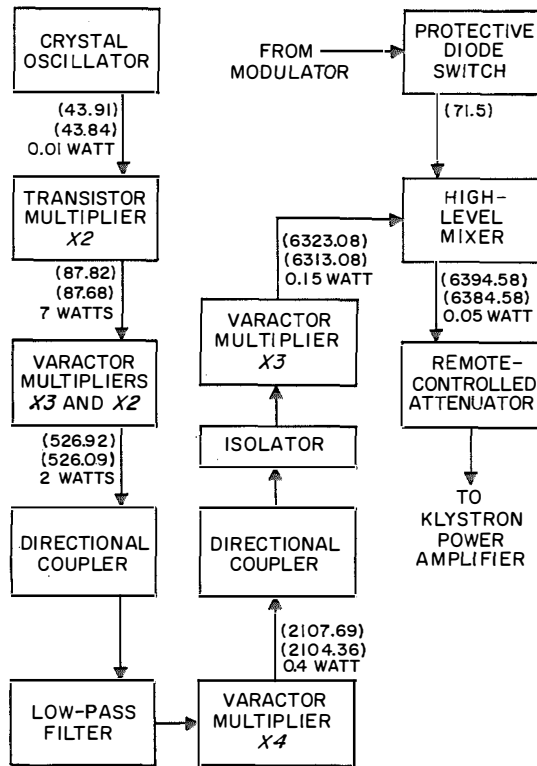 CRYSTAL
OSCILLATOR
(43.91)
(43.84)
0.01 WATT
TRANSISTOR
MULTIPLIER
X2
(87.82)
(87.68)
7 WATTS
VARACTOR
MULTIPLIERS
X3 AND X2
(526.92)
(526.09)
2 WATTS
DIRECTIONAL
COUPLER
LOW-PASS
FILTER
VARACTOR
MULTIPLIER
X4
(2107.69)
(2104.36)
0.4 WATT
DIRECTIONAL
COUPLER
ISOLATOR
VARACTOR
MULTIPLIER
X3
(6323.08)
(6313.08)
0.15 WATT
FROM
MODULATOR
PROTECTIVE
DIODE
SWITCH
(71.5)
HIGH-
LEVEL
MIXER
(6394.58)
(6384.58)
0.05 WATT
REMOTE-
CONTROLLED
ATTENUATOR
TO
KLYSTRON
POWER
AMPLIFIER